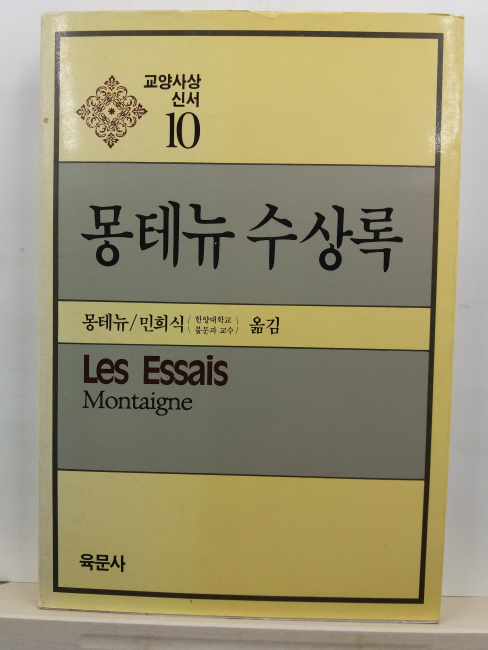 교양사상
신서
10
몽테뉴 수상록
몽테뉴/민희식(한양대학교 불문과 교수) 옮김
Les Essais
Montaigne
육문사